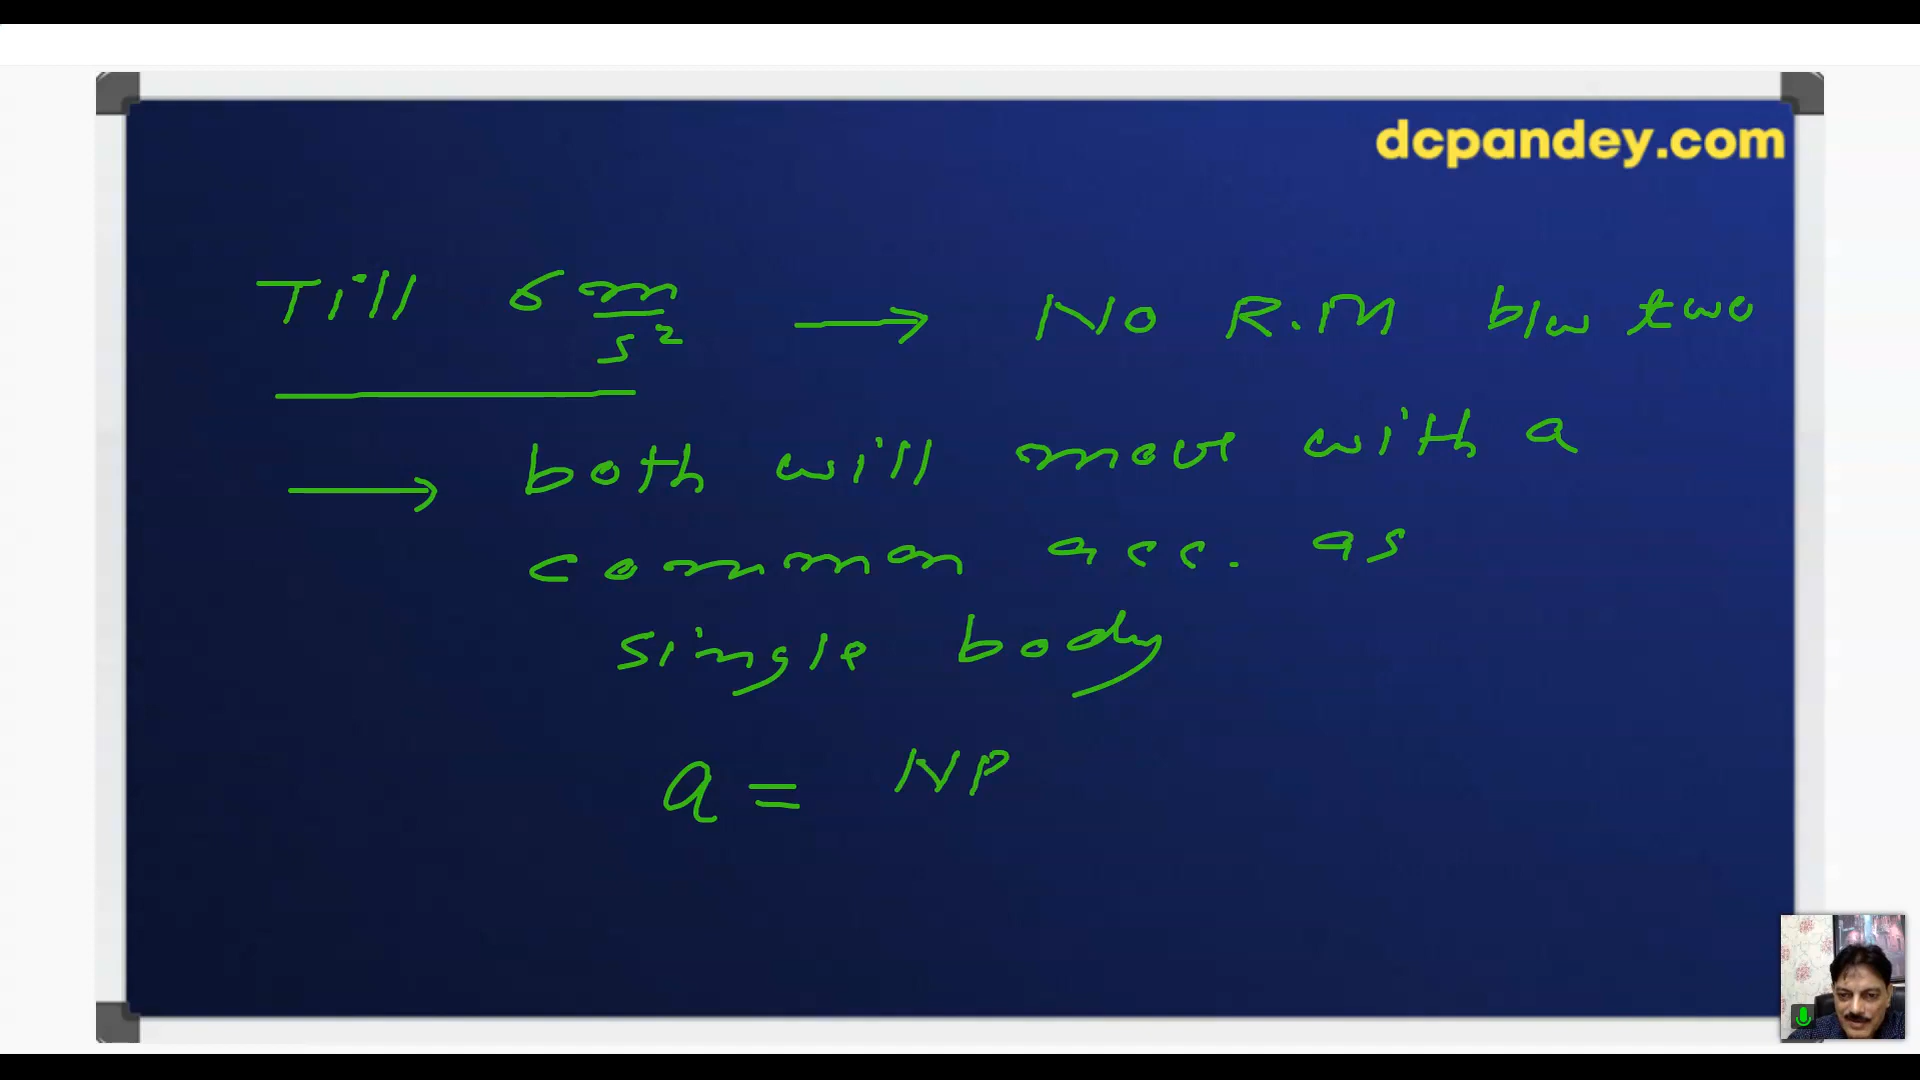 dcpandey.com
Till 6 m/s² → No R.M b/w two
→ both will move with a
common acc. as
single body
a = NP